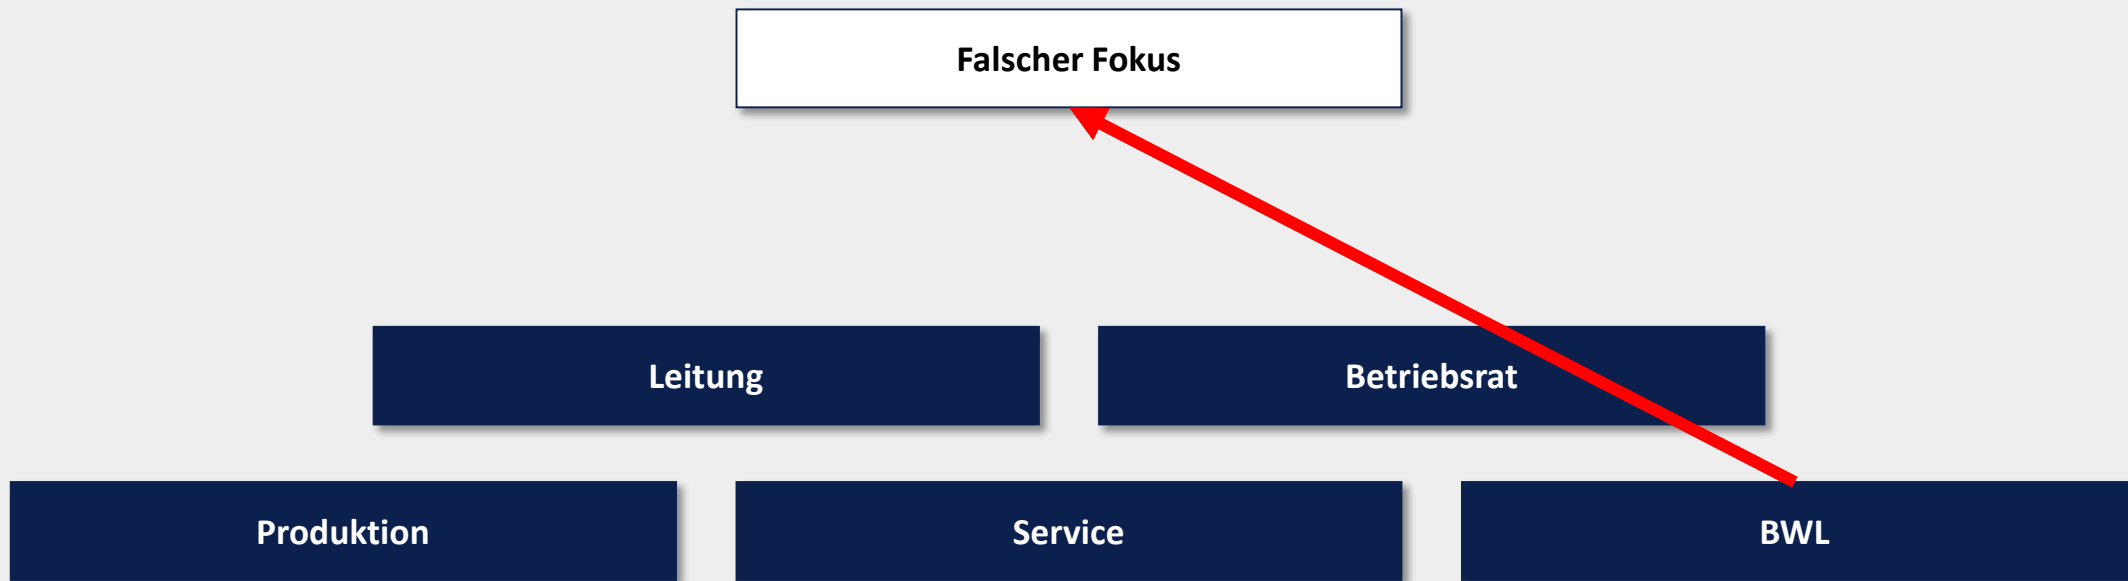 Falscher Fokus
Leitung
Betriebsrat
Produktion
Service
BWL